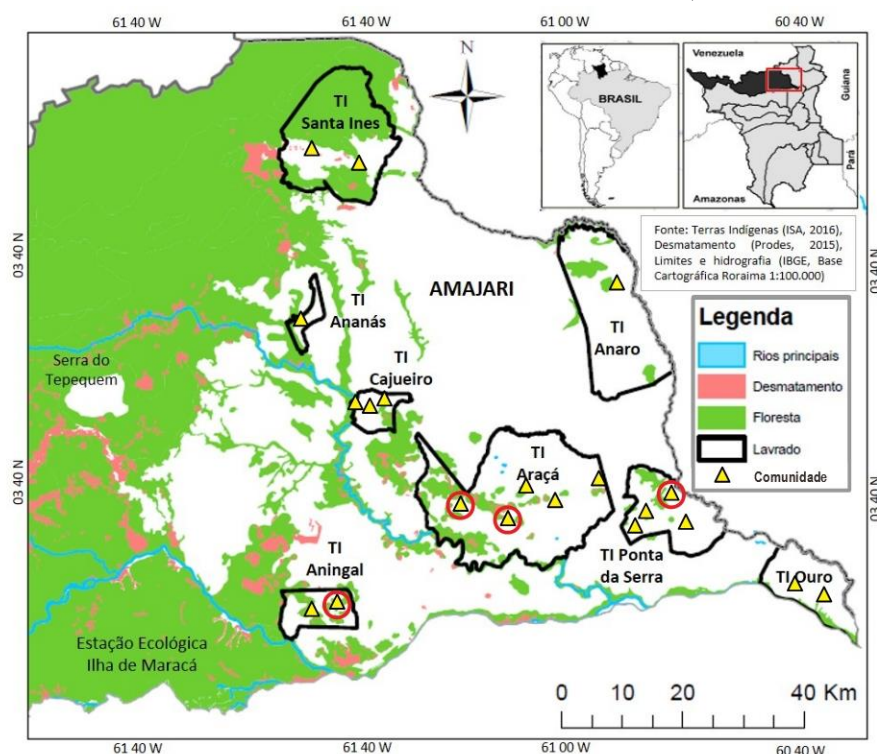 61 40 W
61 40 W
61 00 W
60 40 W
N
Venezuela
Guiana
BRASIL
Pará
Amazonas
TI
Santa Ines
03 40 N
03 40 N
Fonte: Terras Indígenas (ISA, 2016),
Desmatamento (Prodes, 2015),
Limites e hidrografia (IBGE, Base
Cartográfica Roraima 1:100.000)
AMAJARI
TI
Ananás
TI
Anaro
Legenda
Rios principais
Desmatamento
Floresta
Lavrado
Comunidade
Serra do
Tepequem
TI
Cajueiro
03 40 N
03 40 N
TI
Araçá
TI
Aningal
TI Ponta
da Serra
TI Ouro
Estação Ecológica
Ilha de Maracá
0 10 20 40 Km
61 40 W
61 40 W
61 00 W
60 40 W